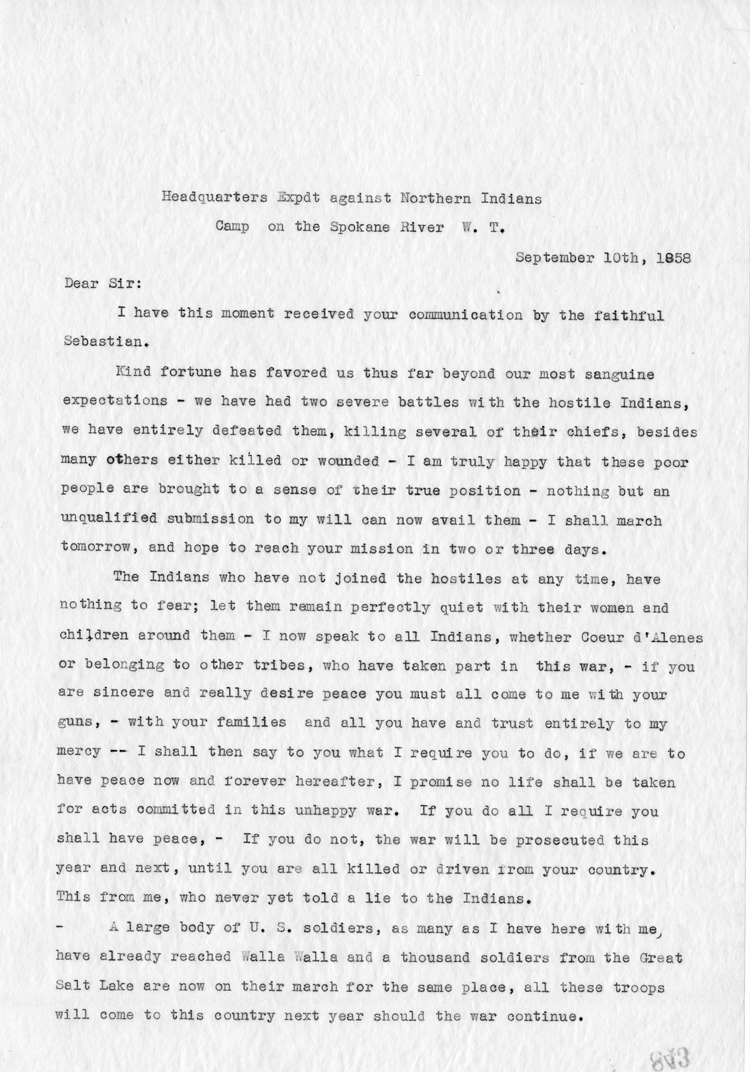 Headquarters Expdt against Northern Indians
Camp on the Spokane River W. T.
September 10th, 1858
Dear Sir:
I have this moment received your communication by the faithful
Sebastian.
Kind fortune has favored us thus far beyond our most sanguine
expectations - we have had two severe battles with the hostile Indians,
we have entirely defeated them, killing several of their chiefs, besides
many others either killed or wounded - I am truly happy that these poor
people are brought to a sense of their true position - nothing but an
unqualified submission to my will can now avail them - I shall march
tomorrow, and hope to reach your mission in two or three days.
The Indians who have not joined the hostiles at any time, have
nothing to fear; let them remain perfectly quiet with their women and
children around them - I now speak to all Indians, whether Coeur d'Alenes
or belonging to other tribes, who have taken part in this war, - if you
are sincere and really desire peace you must all come to me with your
guns, - with your families and all you have and trust entirely to my
mercy -- I shall then say to you what I require you to do, if we are to
have peace now and forever hereafter, I promise no life shall be taken
for acts committed in this unhappy war. If you do all I require you
shall have peace, - If you do not, the war will be prosecuted this
year and next, until you are all killed or driven from your country.
This from me, who never yet told a lie to the Indians.
- A large body of U. S. soldiers, as many as I have here with me,
have already reached Walla Walla and a thousand soldiers from the Great
Salt Lake are now on their march for the same place, all these troops
will come to this country next year should the war continue.
843